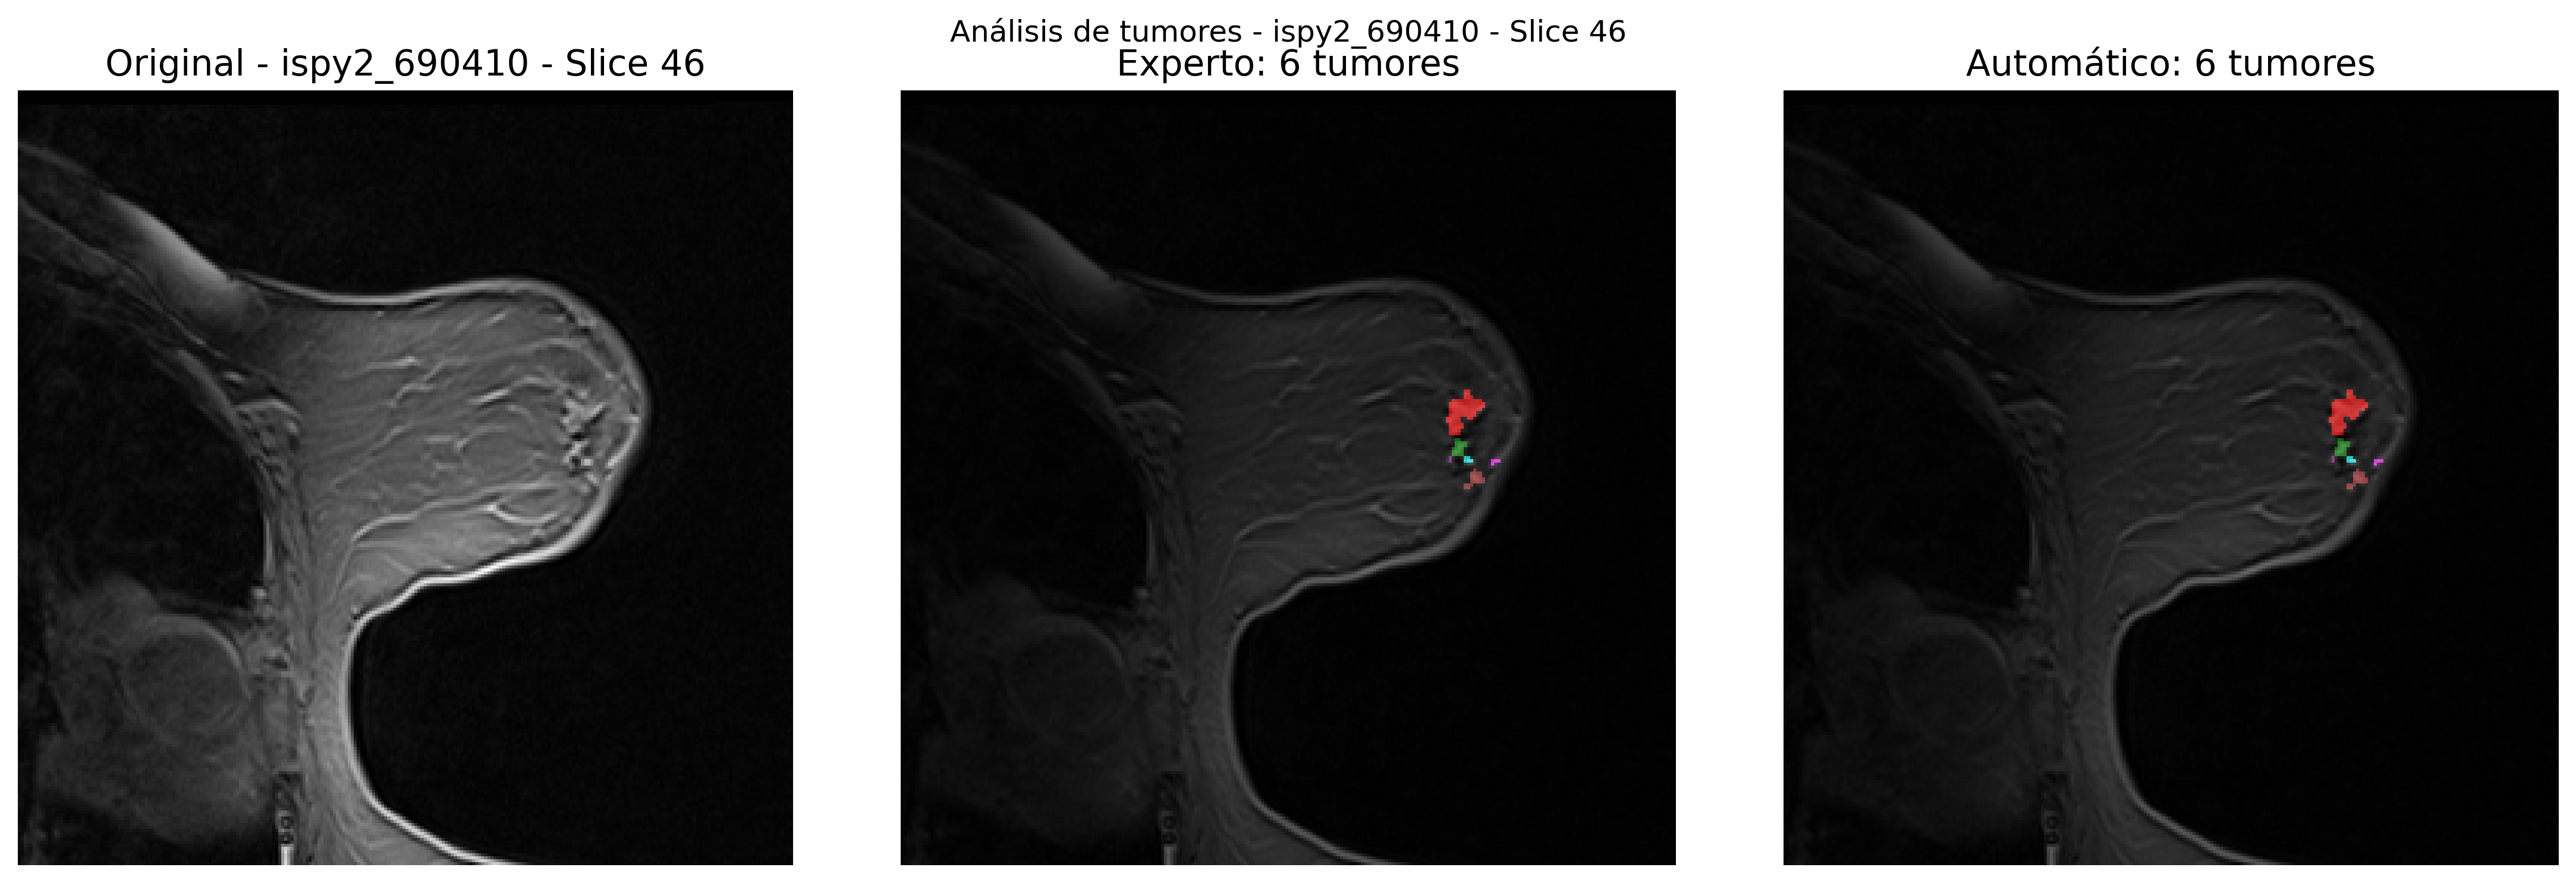 Análisis de tumores - ispy2_690410 - Slice 46
Original - ispy2_690410 - Slice 46
Experto: 6 tumores
Automático: 6 tumores